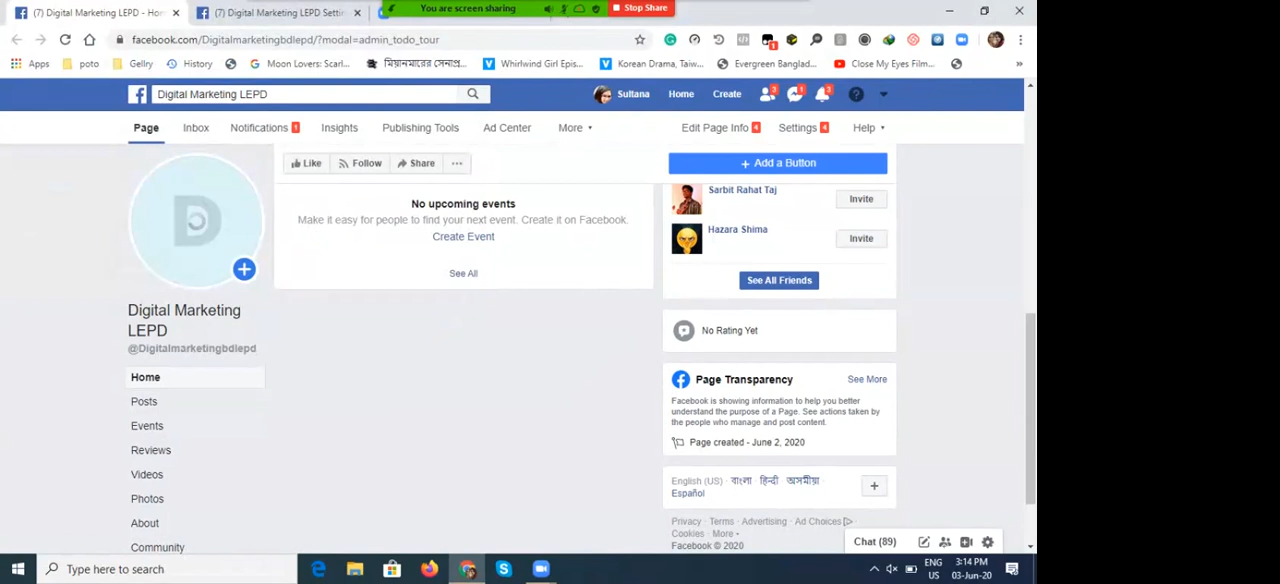 (7) Digital Marketing LEPD - Ho
(7) Digital Marketing LEPD Setti
You are screen sharing
Stop Share
facebook.com/Digitalmarketingbdlepd/?modal=admin_todo_tour
Apps
poto
Gellry
History
Moon Lovers: Scarl...
মিয়ানমারের সেনাপ্র...
Whirlwind Girl Epis...
Korean Drama, Taiw...
Evergreen Banglad...
Close My Eyes Film...
»
Digital Marketing LEPD
Sultana
Home
Create
3
1
3
Page
Inbox
Notifications 1
Insights
Publishing Tools
Ad Center
More
Edit Page Info 4
Settings 4
Help
Like
Follow
Share
...
+ Add a Button
D
No upcoming events
Make it easy for people to find your next event. Create it on Facebook.
Create Event
See All
Sarbit Rahat Taj
Invite
Hazara Shima
Invite
See All Friends
Digital Marketing
LEPD
@Digitalmarketingbdlepd
No Rating Yet
Home
Posts
Events
Reviews
Videos
Photos
About
Community
Page Transparency
See More
Facebook is showing information to help you better
understand the purpose of a Page. See actions taken by
the people who manage and post content.
Page created - June 2, 2020
English (US) · বাংলা · हिन्दी · অসমীয়া ·
Español
Privacy · Terms · Advertising · Ad Choices
Cookies · More
Facebook © 2020
Chat (89)
Type here to search
ENG
US
3:14 PM
03-Jun-20